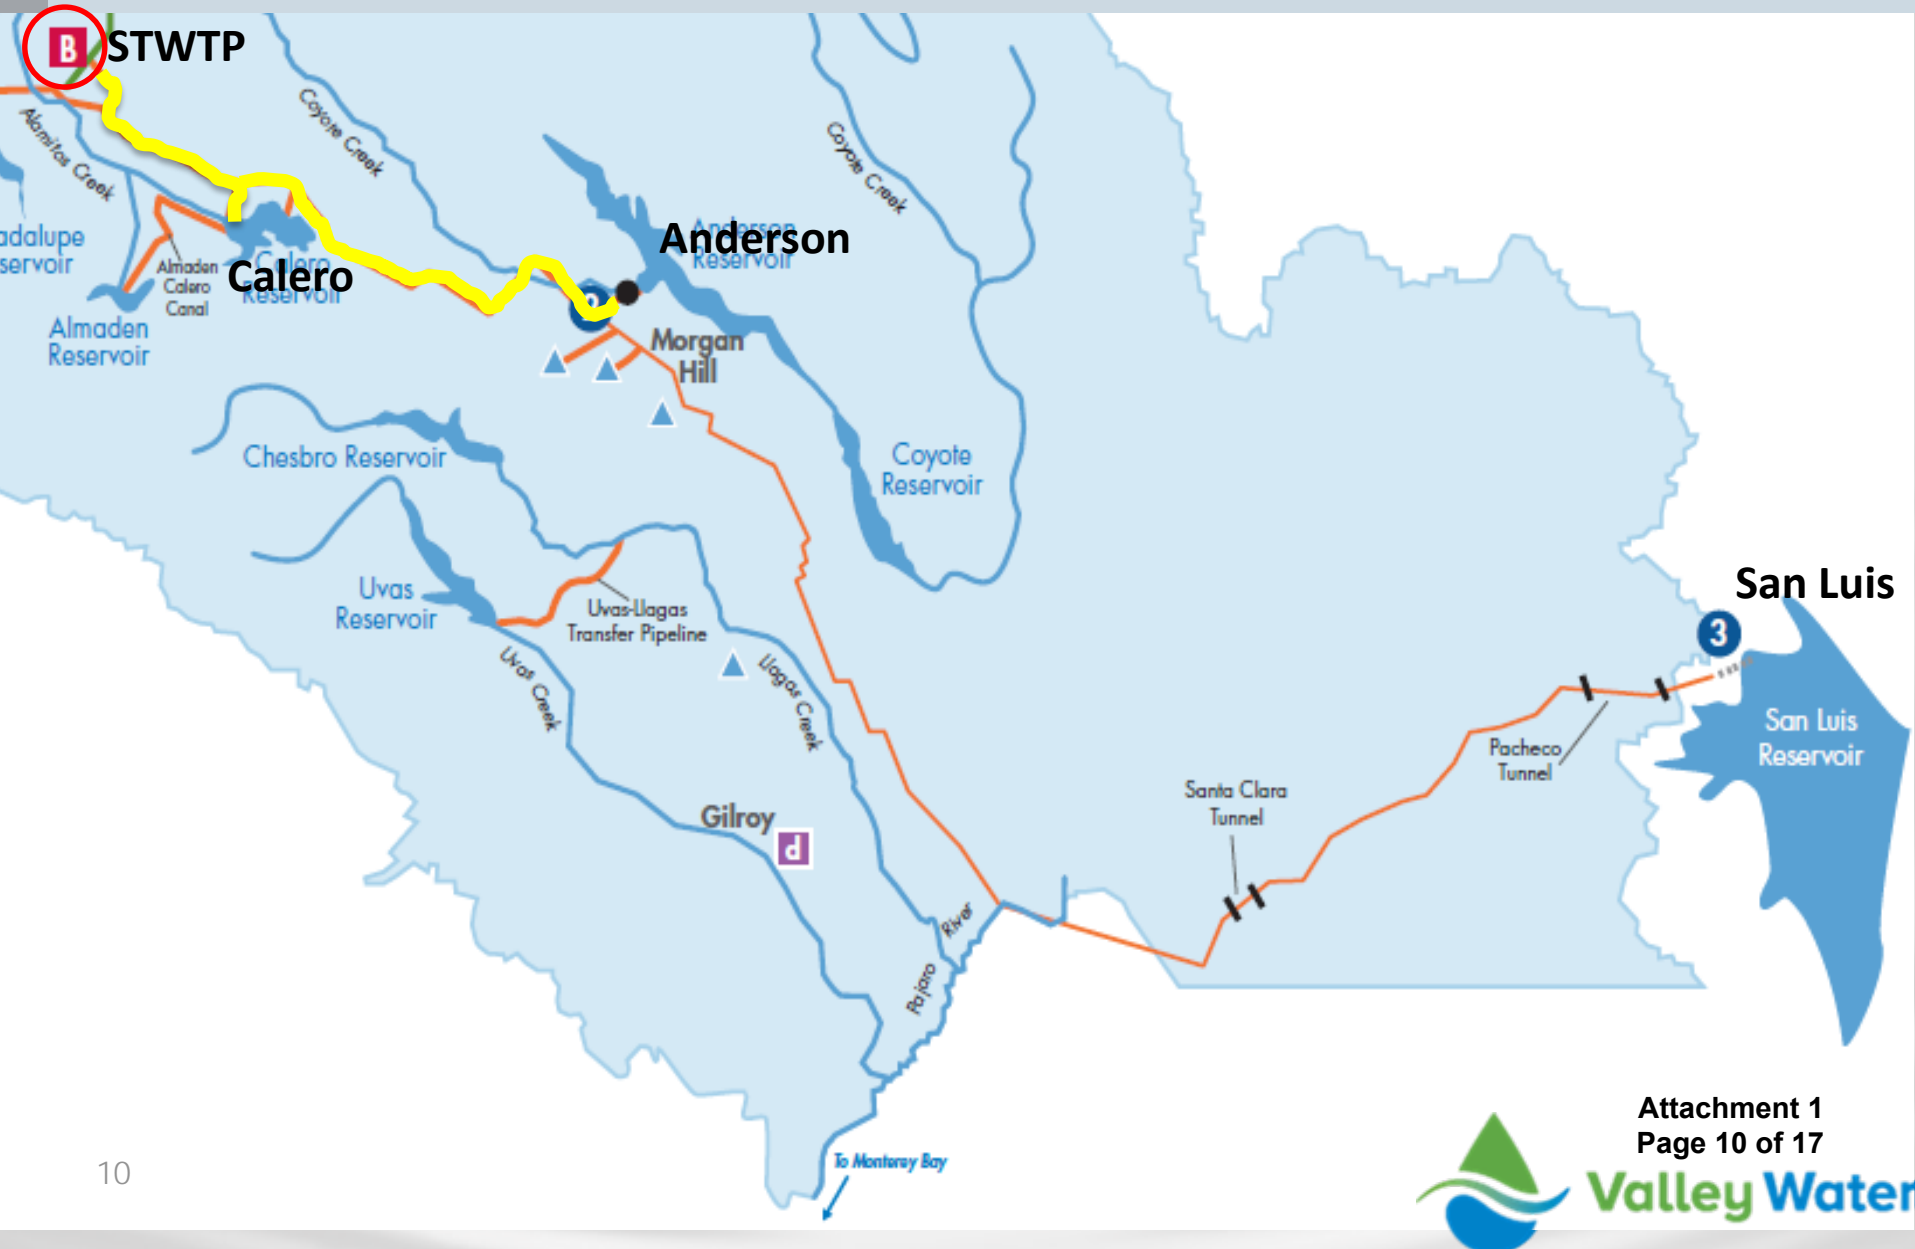 B
STWTP
Coyote Creek
Coyote Creek
Alamitos Creek
Anderson
Anderson
Reservoir
adalupe
servoir
Almaden
Calero
Canal
Calero
Calero
Reservoir
Almaden
Reservoir
Morgan
Hill
Chesbro Reservoir
Coyote
Reservoir
Uvas
Reservoir
Uvas-Llagas
Transfer Pipeline
San Luis
3
Uvas Creek
Llagas Creek
San Luis
Reservoir
Pacheco
Tunnel
Santa Clara
Tunnel
Gilroy
d
Pajaro River
To Monterey Bay
Attachment 1
Page 10 of 17
10
Valley Water